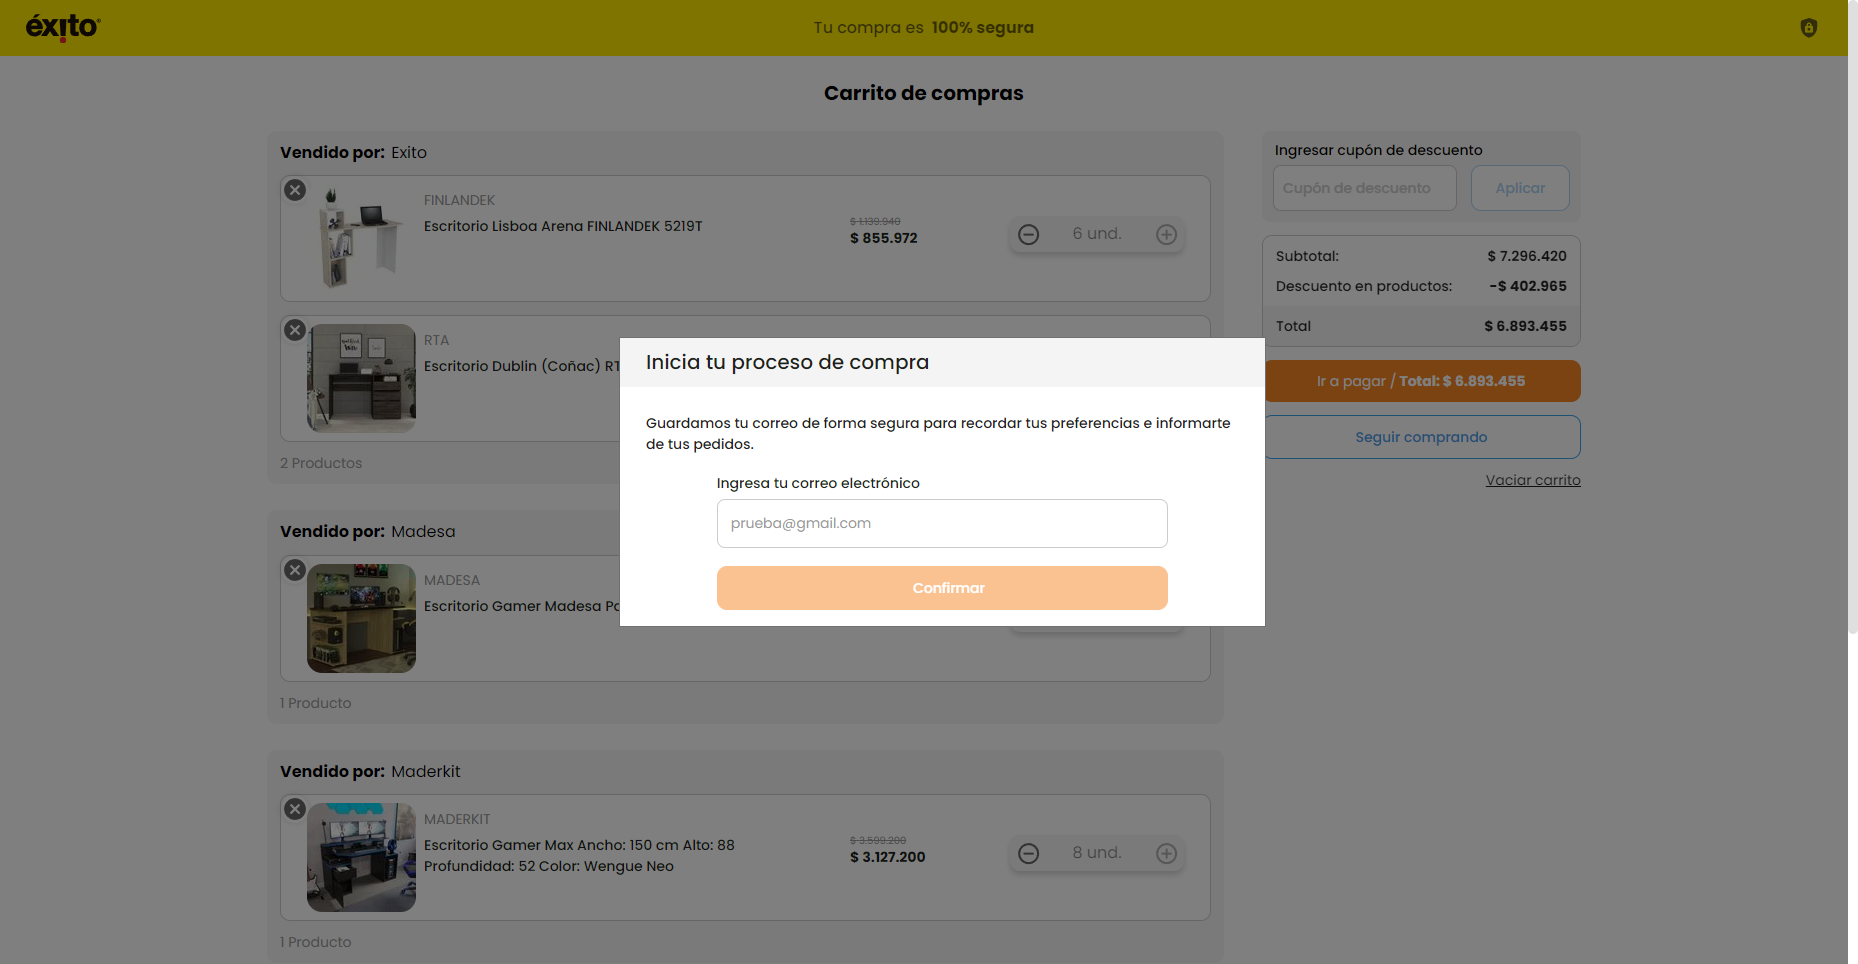 éxito
Tu compra es 100% segura
Carrito de compras
Vendido por: Exito
FINLANDEK
Escritorio Lisboa Arena FINLANDEK 5219T
$ 1.139.940
$ 855.972
6 und.
RTA
Escritorio Dublin (Coñac) RT
2 Productos
Vendido por: Madesa
MADESA
Escritorio Gamer Madesa Pa
1 Producto
Vendido por: Maderkit
MADERKIT
Escritorio Gamer Max Ancho: 150 cm Alto: 88
Profundidad: 52 Color: Wengue Neo
$ 3.599.200
$ 3.127.200
8 und.
1 Producto
Ingresar cupón de descuento
Cupón de descuento
Aplicar
Subtotal: $ 7.296.420
Descuento en productos: -$ 402.965
Total $ 6.893.455
Ir a pagar / Total: $ 6.893.455
Seguir comprando
Vaciar carrito
Inicia tu proceso de compra
Guardamos tu correo de forma segura para recordar tus preferencias e informarte
de tus pedidos.
Ingresa tu correo electrónico
prueba@gmail.com
Confirmar